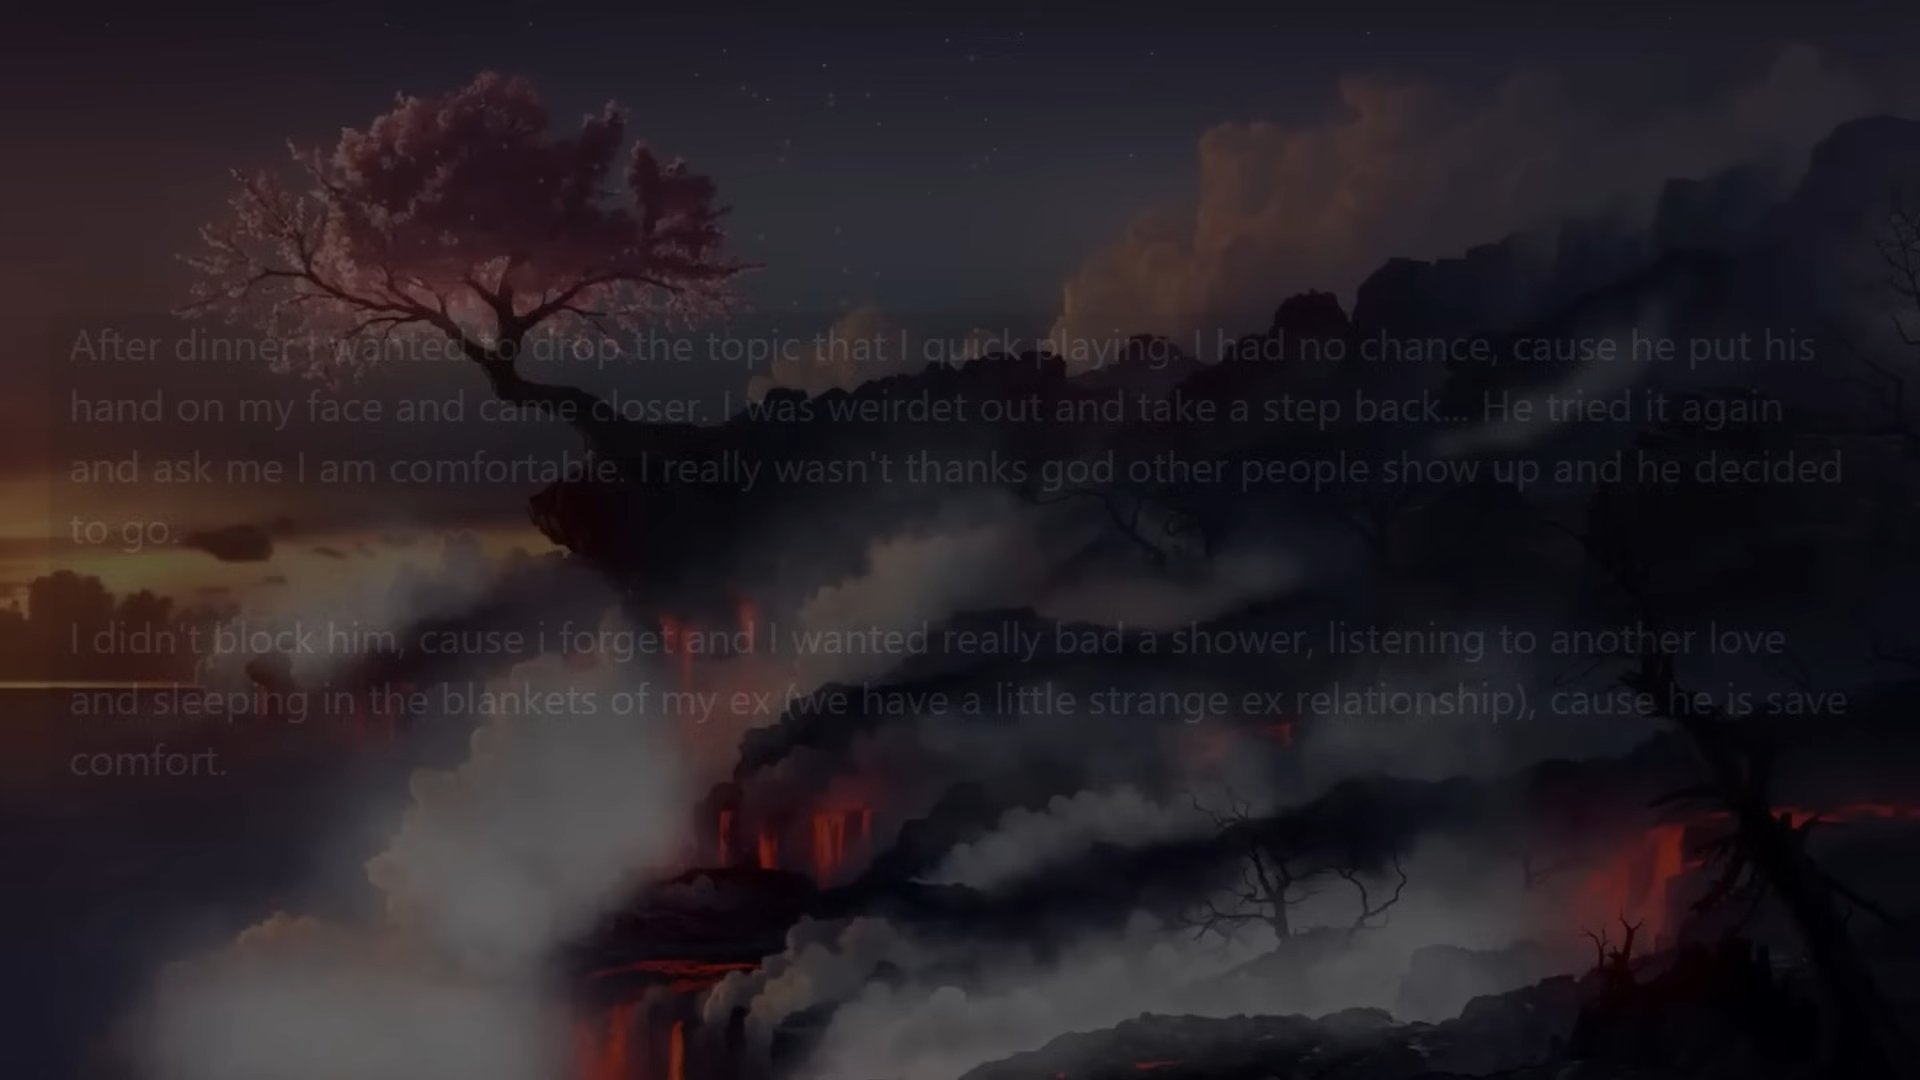 After dinner, I wanted to drop the topic that I quick playing, I had no chance, cause he put his
hand on my face and came closer. I was weirdet out and take a step back... He tried it again
and ask me I am comfortable. I really wasn't thanks god other people show up and he decided
to go.
I didn't block him, cause i forget and I wanted really bad a shower, listening to another love
and sleeping in the blankets of my ex (we have a little strange ex relationship), cause he is save
comfort.